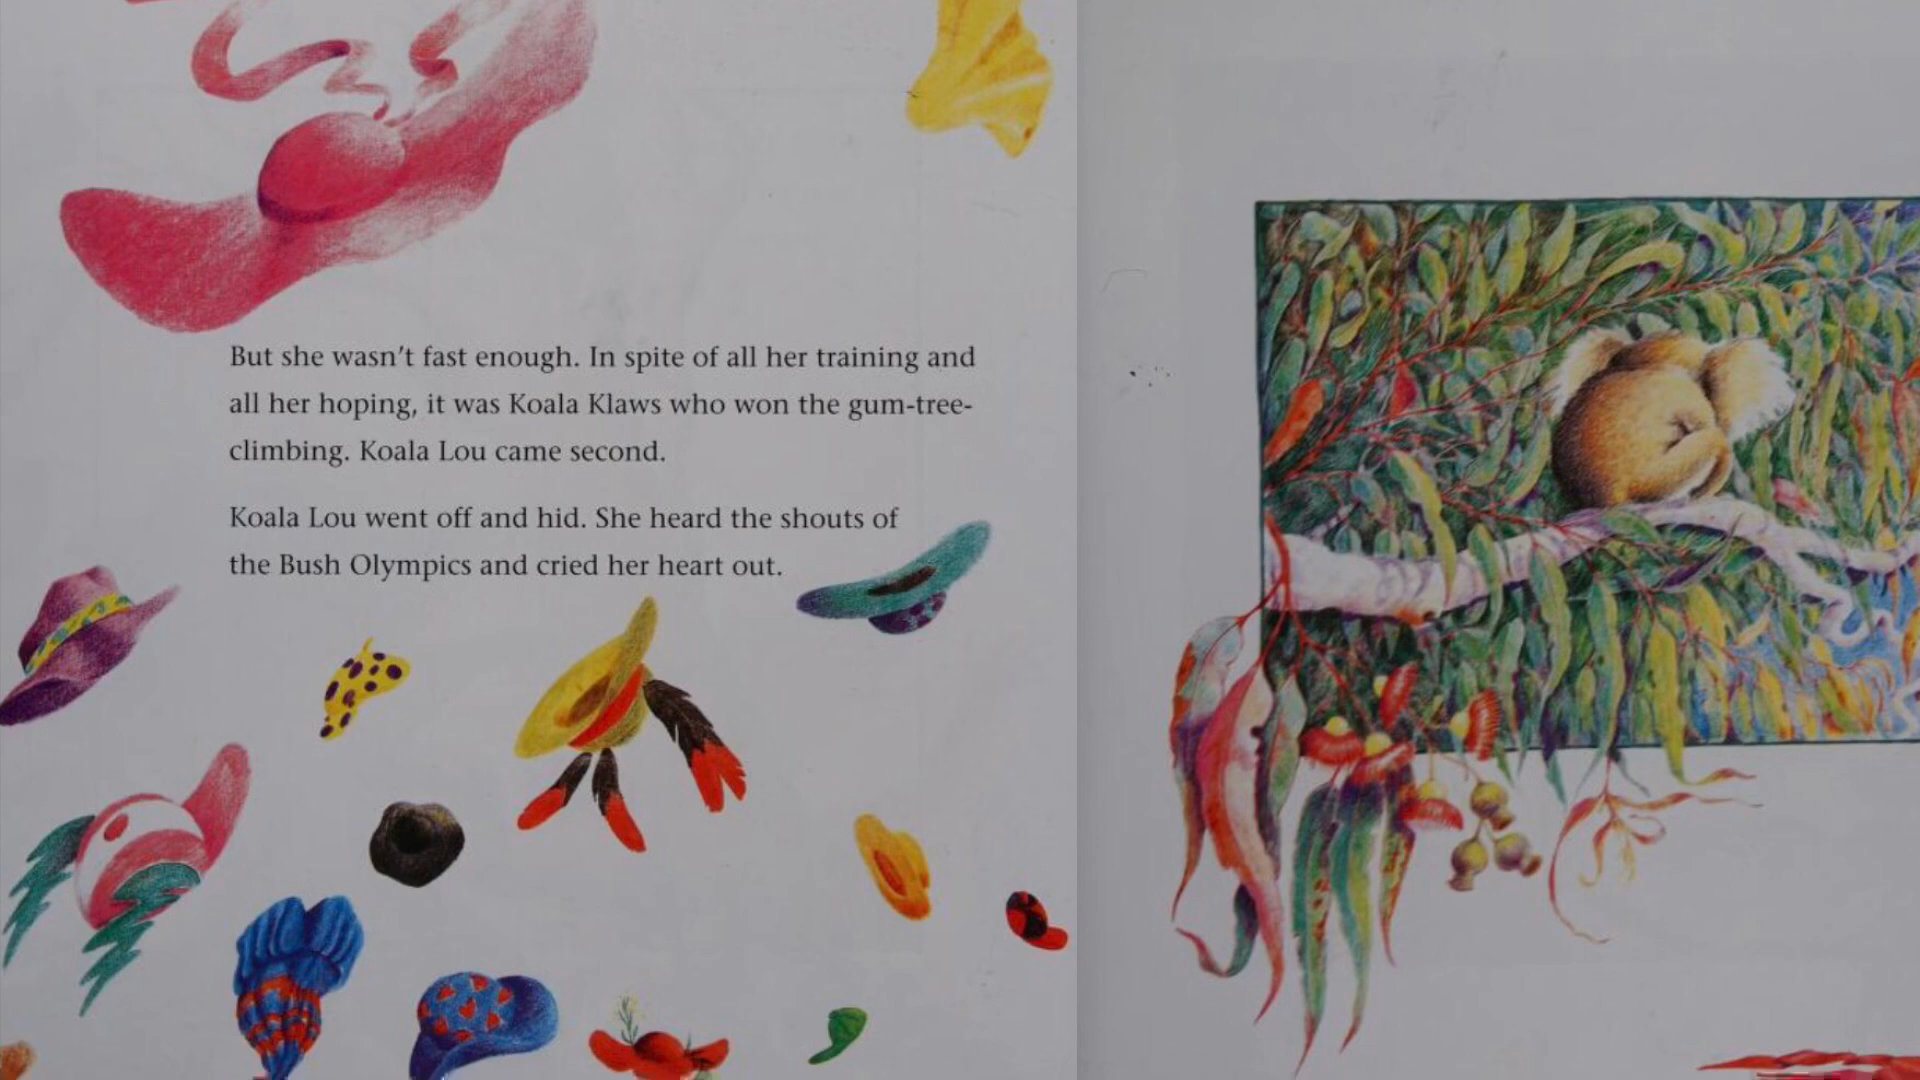 But she wasn't fast enough. In spite of all her training and
all her hoping, it was Koala Klaws who won the gum-tree-
climbing. Koala Lou came second.
Koala Lou went off and hid. She heard the shouts of
the Bush Olympics and cried her heart out.